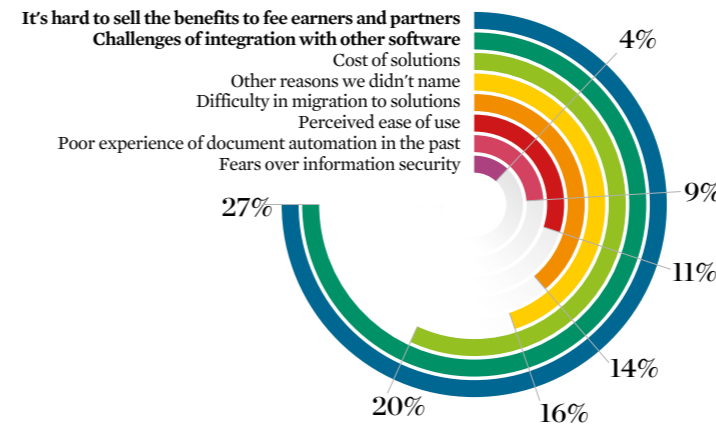 It's hard to sell the benefits to fee earners and partners
Challenges of integration with other software
Cost of solutions
Other reasons we didn't name
Difficulty in migration to solutions
Perceived ease of use
Poor experience of document automation in the past
Fears over information security
4%
9%
11%
14%
16%
20%
27%